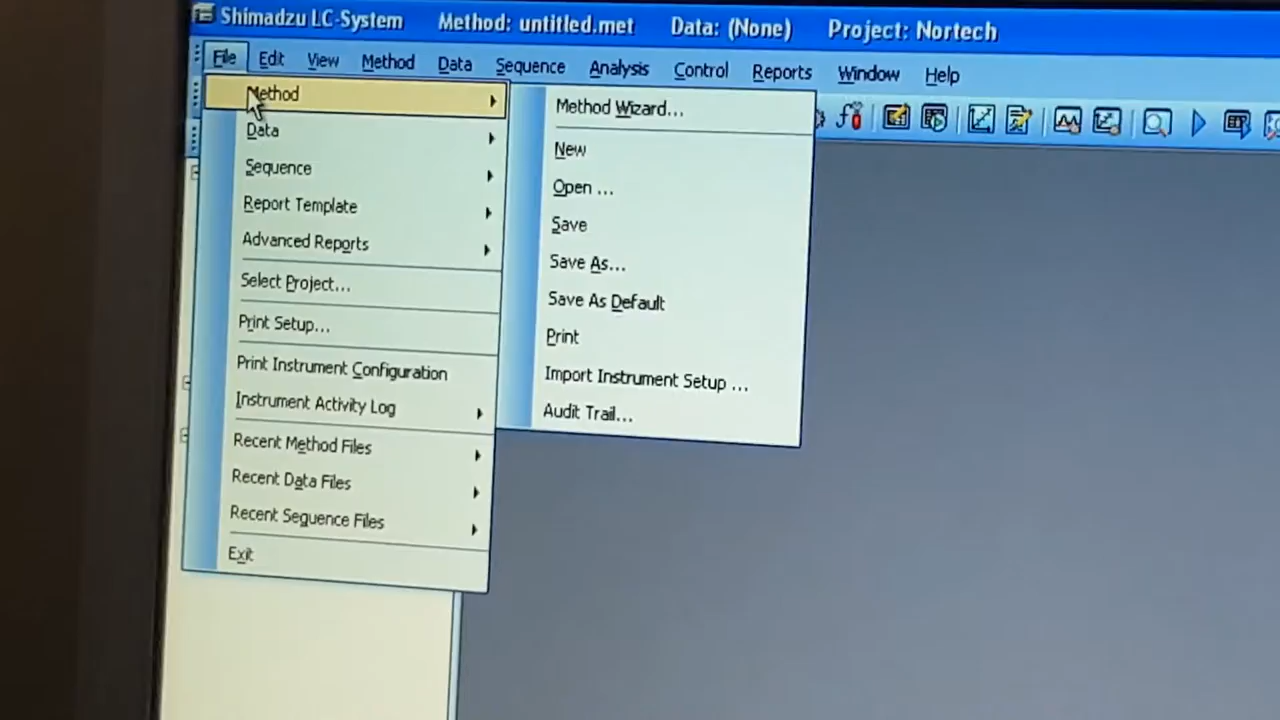 Shimadzu LC-System Method: untitled.met Data: (None) Project: Nortech
File Edit View Method Data Sequence Analysis Control Reports Window Help
Method
Data
Sequence
Report Template
Advanced Reports
Select Project...
Print Setup...
Print Instrument Configuration
Instrument Activity Log
Recent Method Files
Recent Data Files
Recent Sequence Files
Exit
Method Wizard...
New
Open ...
Save
Save As...
Save As Default
Print
Import Instrument Setup ...
Audit Trail...